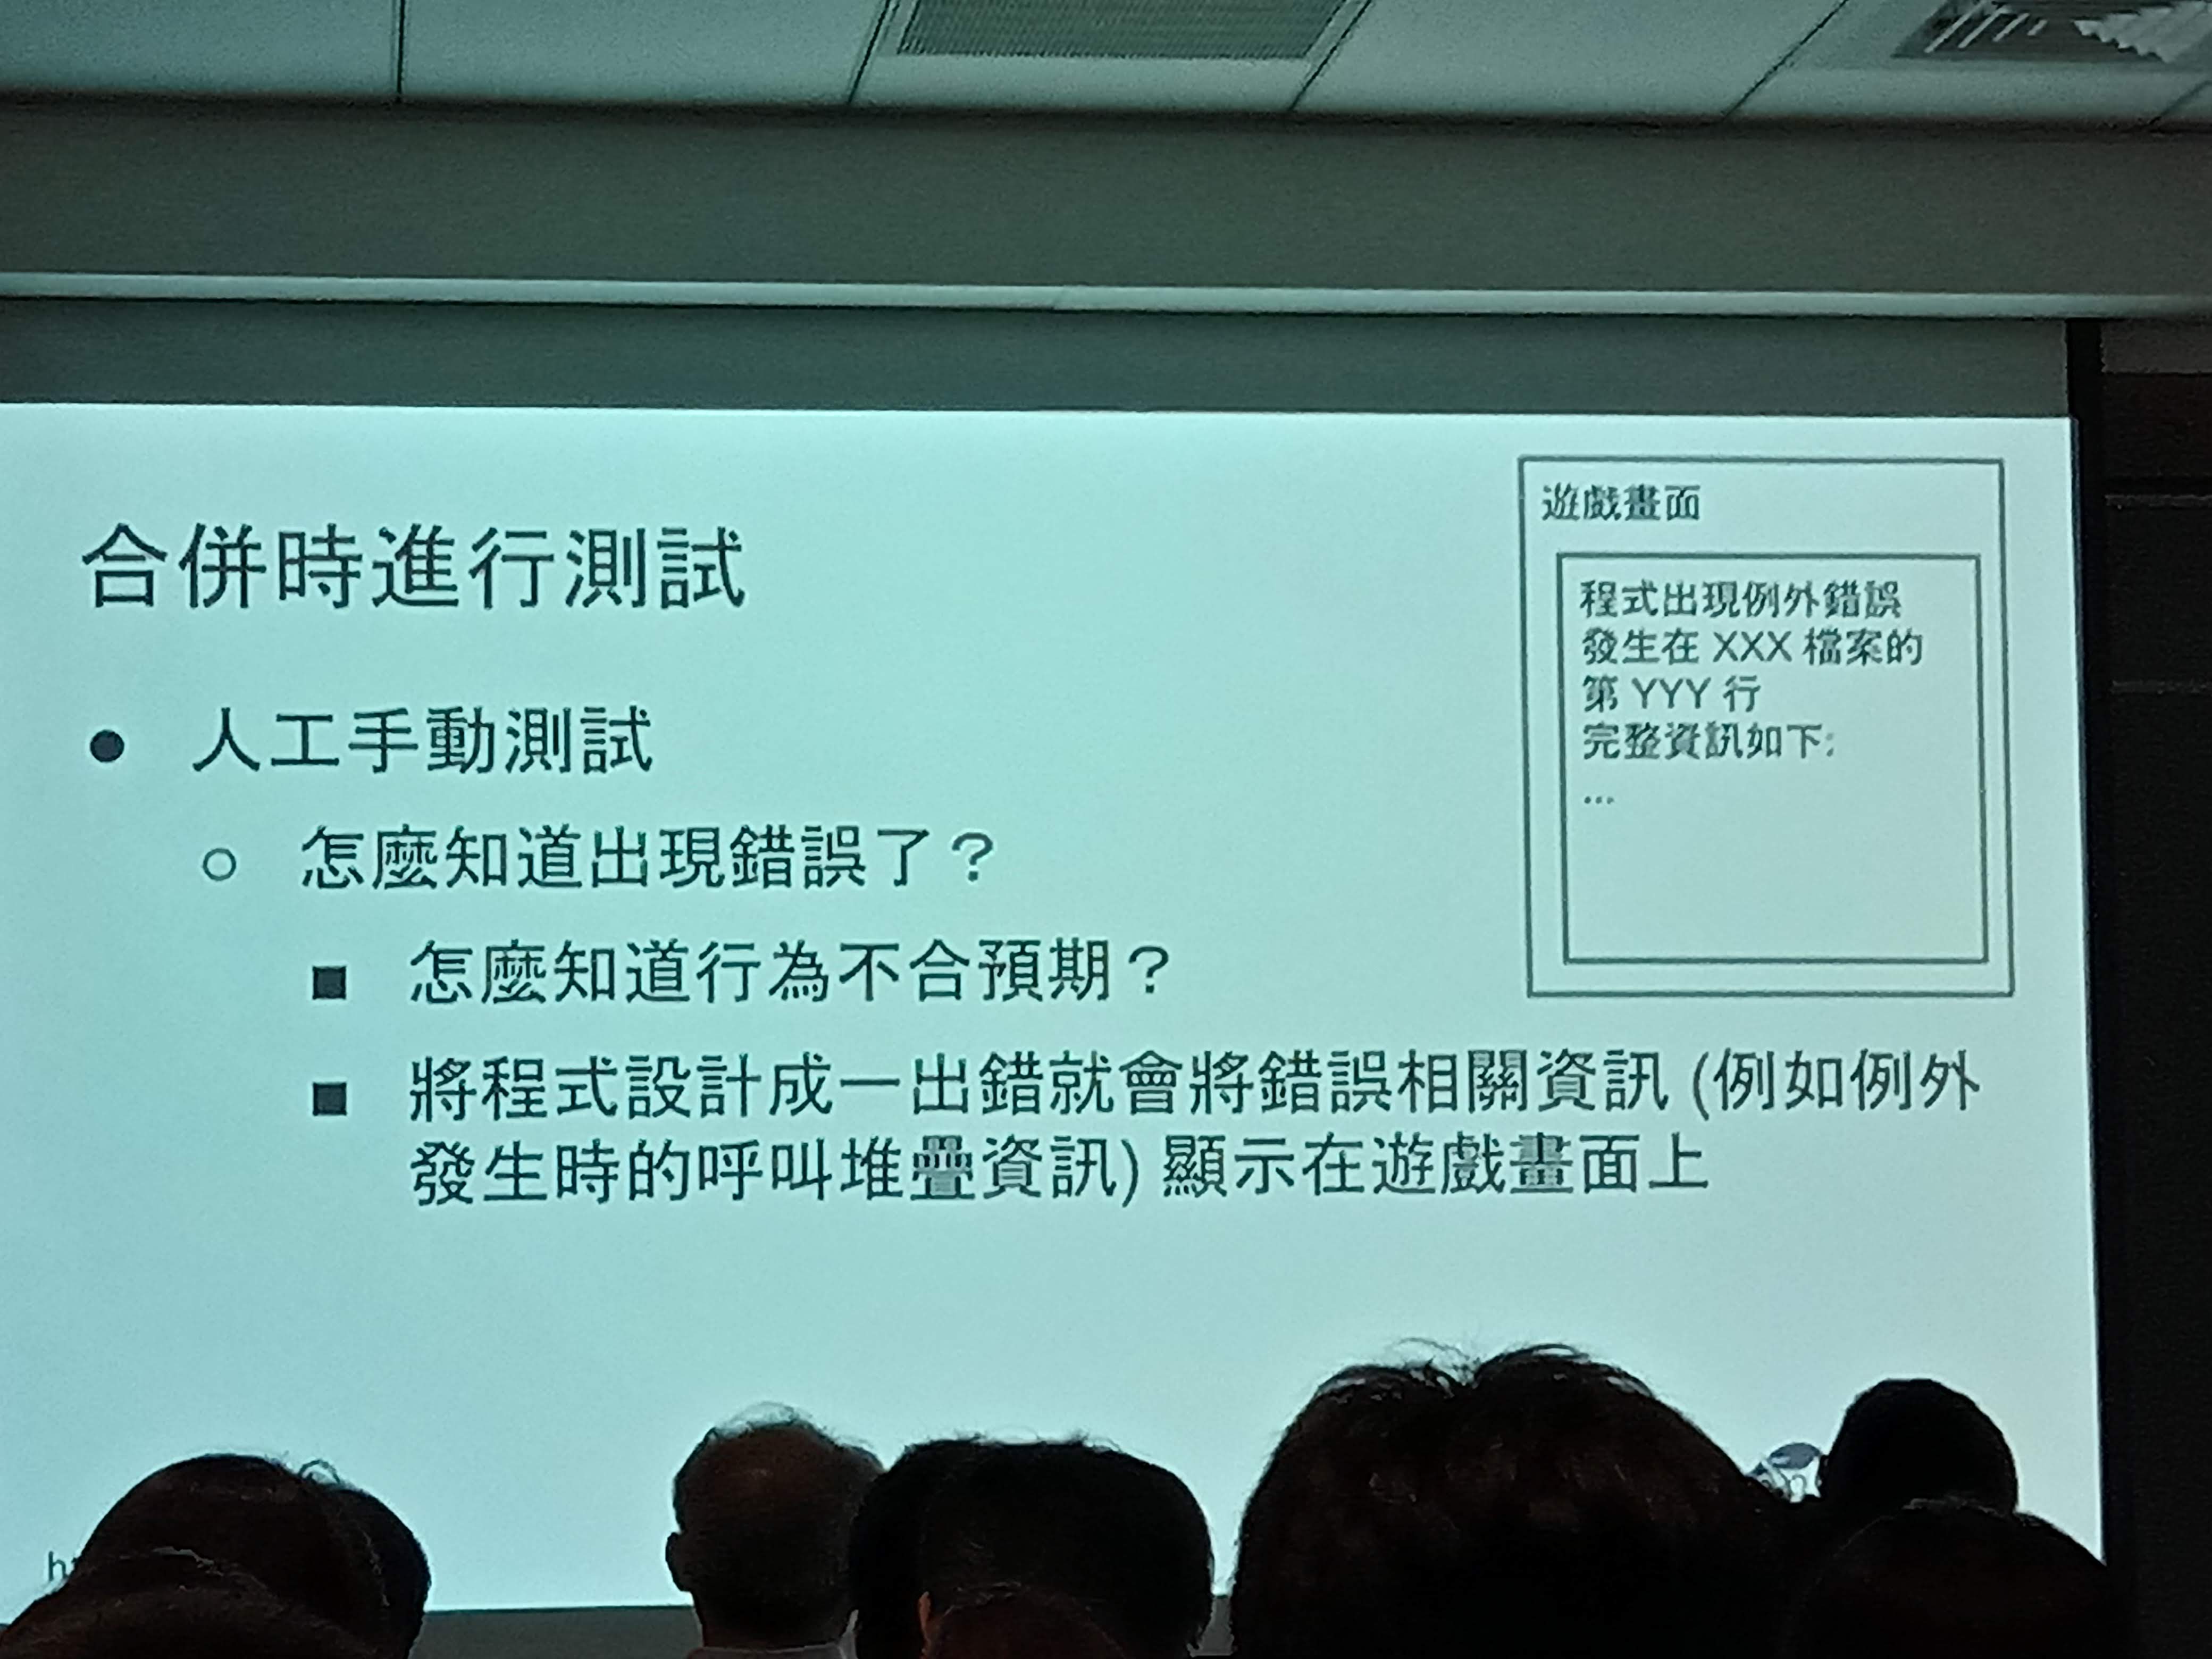 合併時進行測試
● 人工手動測試
○ 怎麼知道出現錯誤了？
■ 怎麼知道行為不合預期？
■ 將程式設計成一出錯就會將錯誤相關資訊 (例如例外
發生時的呼叫堆疊資訊) 顯示在遊戲畫面上
遊戲畫面
程式出現例外錯誤
發生在 XXX 檔案的
第 YYY 行
完整資訊如下:
...